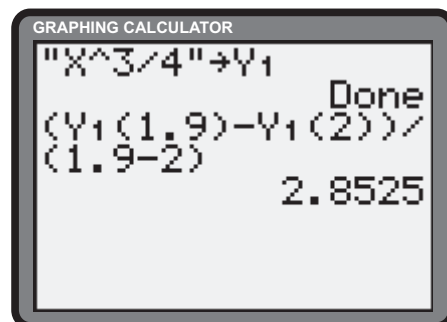 GRAPHING CALCULATOR
"X^3/4"→Y₁
Done
(Y₁(1.9)-Y₁(2))/
(1.9-2)
2.8525